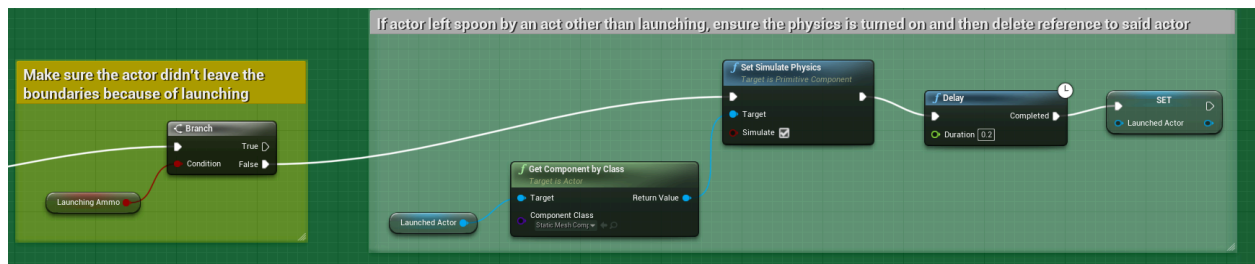 If actor left spoon by an act other than launching, ensure the physics is turned on and then delete reference to said actor
Make sure the actor didn't leave the
boundaries because of launching
Branch
True
Condition
False
Launching Ammo
Set Simulate Physics
Target is Primitive Component
Target
Simulate
Get Component by Class
Target is Actor
Target
Return Value
Component Class
Static Mesh Comp
Launched Actor
Delay
Completed
Duration 0.2
SET
Launched Actor